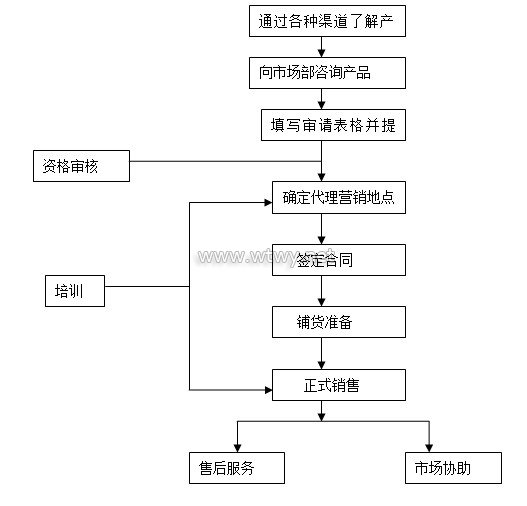 通过各种渠道了解产
向市场部咨询产品
填写审请表格并提
资格审核
确定代理营销地点
www.wtwy.net
签定合同
培训
铺货准备
正式销售
售后服务
市场协助